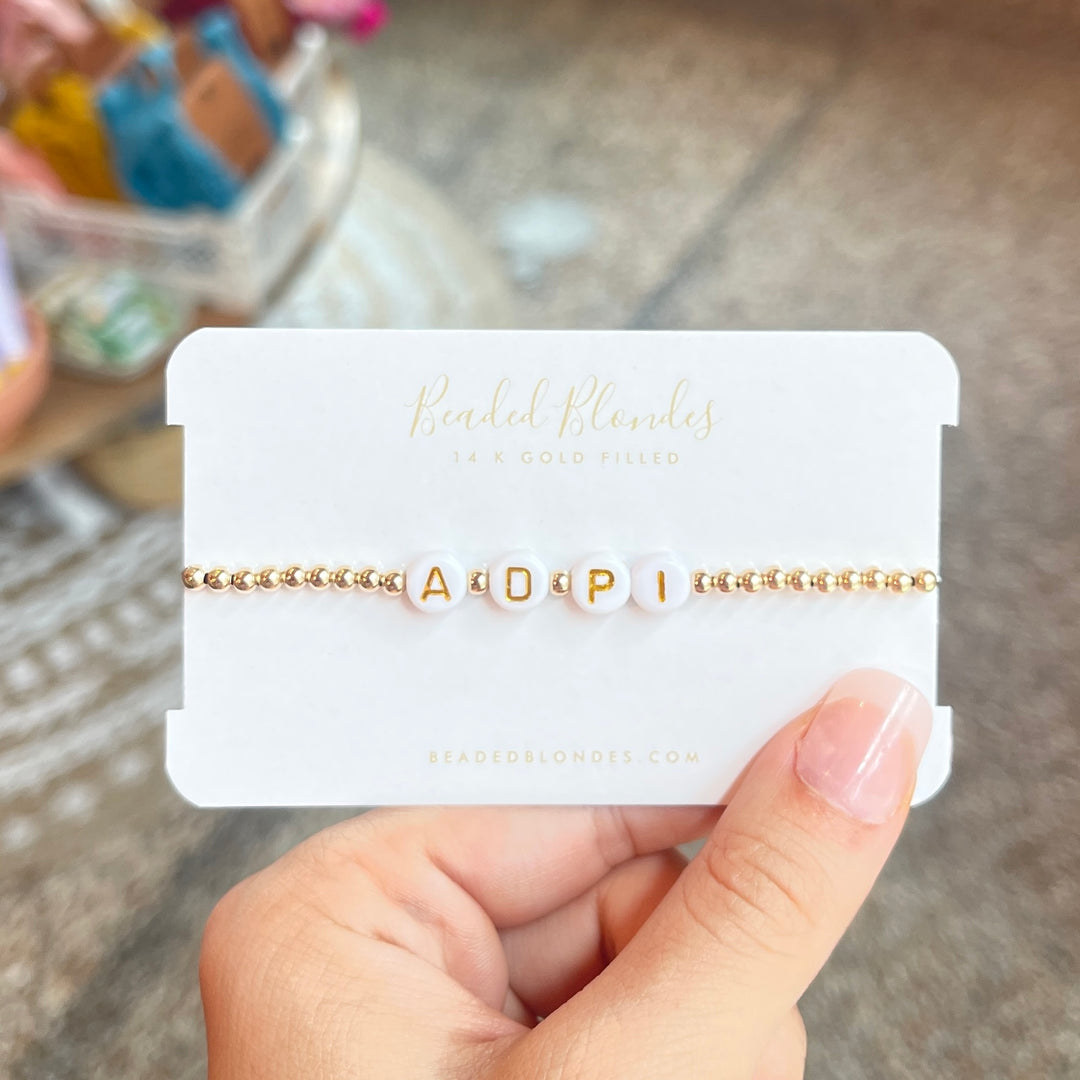 Beaded Blondes
14 K GOLD FILLED
A D P I
BEADEDBLONDES.COM